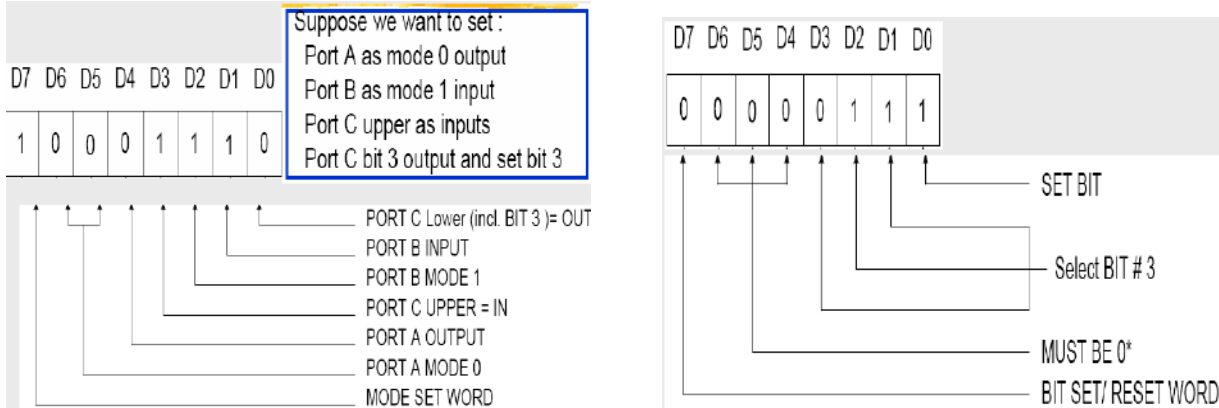 Suppose we want to set :
Port A as mode 0 output
Port B as mode 1 input
Port C upper as inputs
Port C bit 3 output and set bit 3
D7 D6 D5 D4 D3 D2 D1 D0
1 0 0 0 1 1 1 0
PORT C Lower (incl. BIT 3 )= OUT
PORT B INPUT
PORT B MODE 1
PORT C UPPER = IN
PORT A OUTPUT
PORT A MODE 0
MODE SET WORD
D7 D6 D5 D4 D3 D2 D1 D0
0 0 0 0 0 1 1 1
SET BIT
Select BIT # 3
MUST BE 0*
BIT SET/ RESET WORD